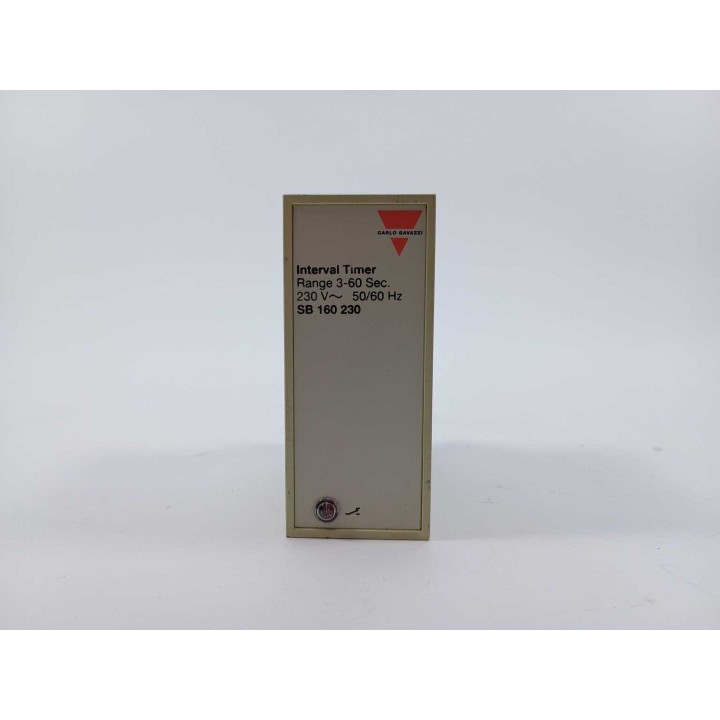 CARLO GAVAZZI
Interval Timer
Range 3-60 Sec.
230 V~ 50/60 Hz
SB 160 230